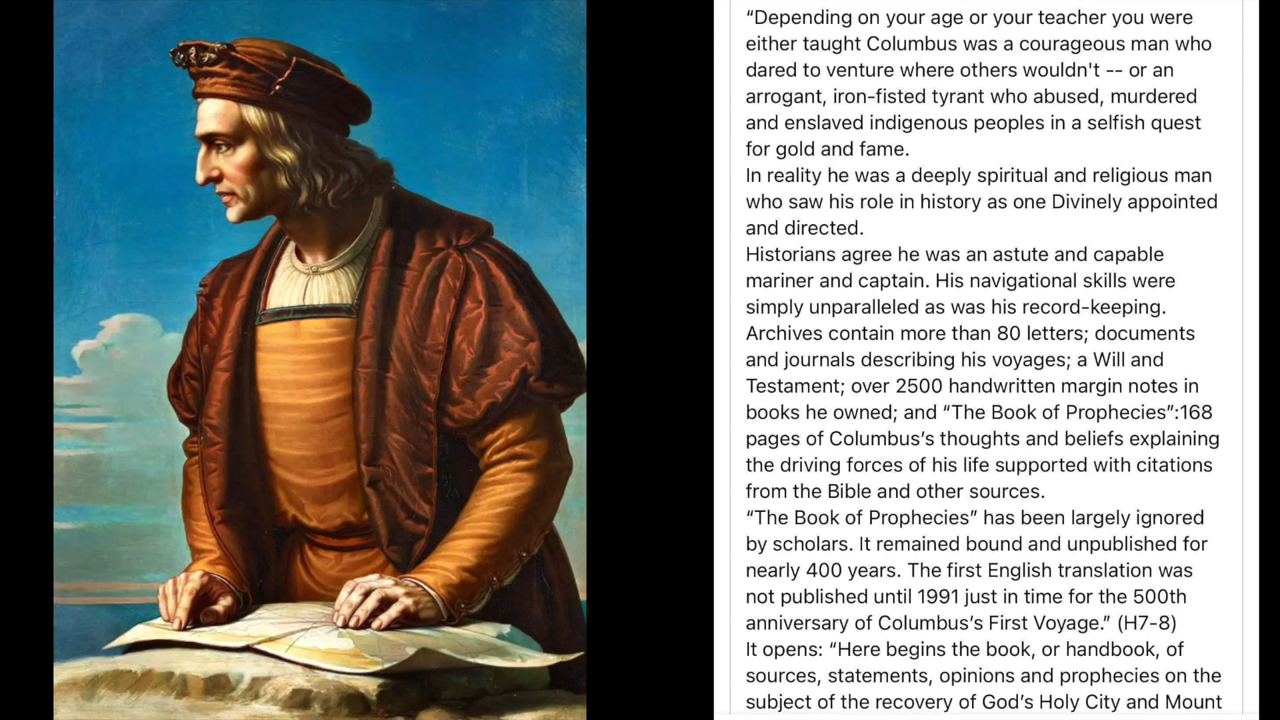 “Depending on your age or your teacher you were
either taught Columbus was a courageous man who
dared to venture where others wouldn't -- or an
arrogant, iron-fisted tyrant who abused, murdered
and enslaved indigenous peoples in a selfish quest
for gold and fame.
In reality he was a deeply spiritual and religious man
who saw his role in history as one Divinely appointed
and directed.
Historians agree he was an astute and capable
mariner and captain. His navigational skills were
simply unparalleled as was his record-keeping.
Archives contain more than 80 letters; documents
and journals describing his voyages; a Will and
Testament; over 2500 handwritten margin notes in
books he owned; and “The Book of Prophecies”:168
pages of Columbus’s thoughts and beliefs explaining
the driving forces of his life supported with citations
from the Bible and other sources.
“The Book of Prophecies” has been largely ignored
by scholars. It remained bound and unpublished for
nearly 400 years. The first English translation was
not published until 1991 just in time for the 500th
anniversary of Columbus’s First Voyage.” (H7-8)
It opens: “Here begins the book, or handbook, of
sources, statements, opinions and prophecies on the
subject of the recovery of God’s Holy City and Mount